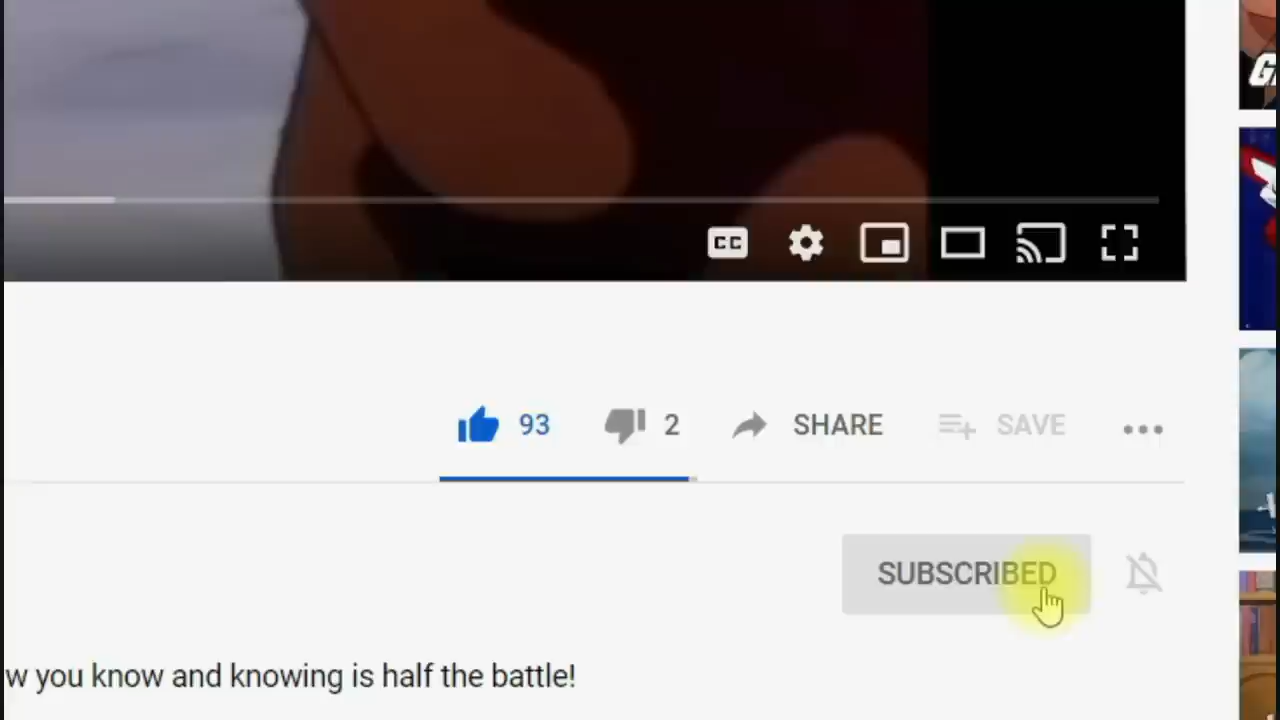 CC
93 2 SHARE SAVE
SUBSCRIBED
w you know and knowing is half the battle!